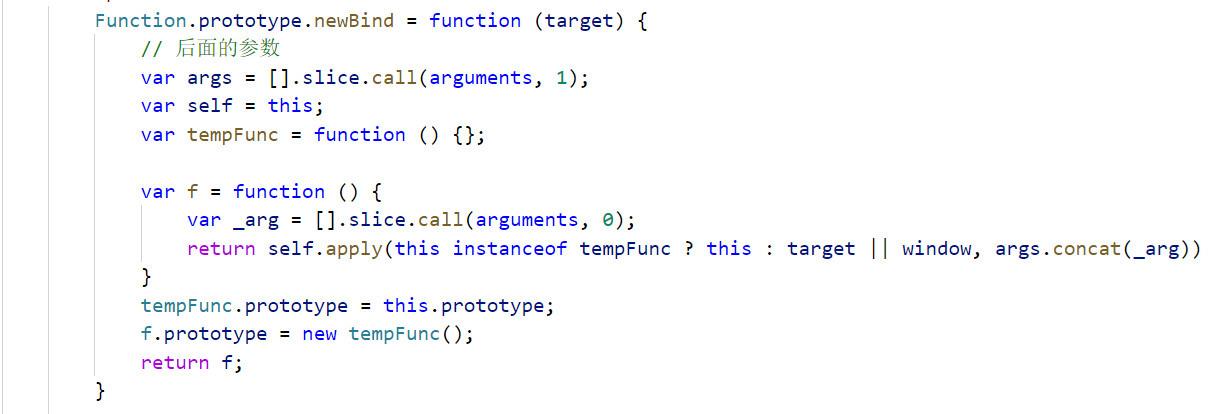 Function.prototype.newBind = function (target) {
// 后面的参数
var args = [].slice.call(arguments, 1);
var self = this;
var tempFunc = function () {};
var f = function () {
var _arg = [].slice.call(arguments, 0);
return self.apply(this instanceof tempFunc ? this : target || window, args.concat(_arg))
}
tempFunc.prototype = this.prototype;
f.prototype = new tempFunc();
return f;
}